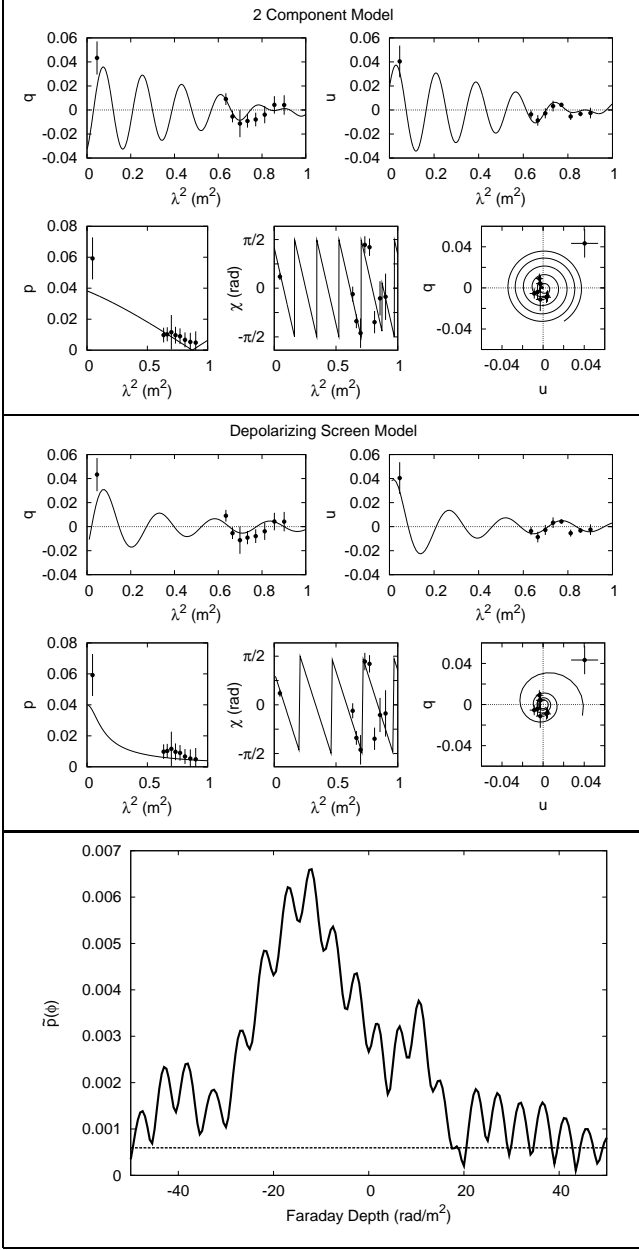 2 Component Model
0.06
0.04
0.02
0
-0.02
-0.04
q
0 0.2 0.4 0.6 0.8 1
λ² (m²)
0.06
0.04
0.02
0
-0.02
-0.04
u
0 0.2 0.4 0.6 0.8 1
λ² (m²)
0.08
0.06
0.04
0.02
0
p
0 0.5 1
λ² (m²)
π/2
0
-π/2
χ (rad)
0 0.5 1
λ² (m²)
0.04
0
-0.04
q
-0.04 0 0.04
u
Depolarizing Screen Model
0.06
0.04
0.02
0
-0.02
0.04
q
0 0.2 0.4 0.6 0.8 1
λ² (m²)
0.06
0.04
0.02
0
-0.02
0.04
u
0 0.2 0.4 0.6 0.8 1
λ² (m²)
0.08
0.06
0.04
0.02
0
p
0 0.5 1
λ² (m²)
π/2
0
-π/2
χ (rad)
0 0.5 1
λ² (m²)
0.04
0
-0.04
q
-0.04 0 0.04
u
0.007
0.006
0.005
0.004
0.003
0.002
0.001
0
p̃(ϕ)
-40 -20 0 20 40
Faraday Depth (rad/m²)